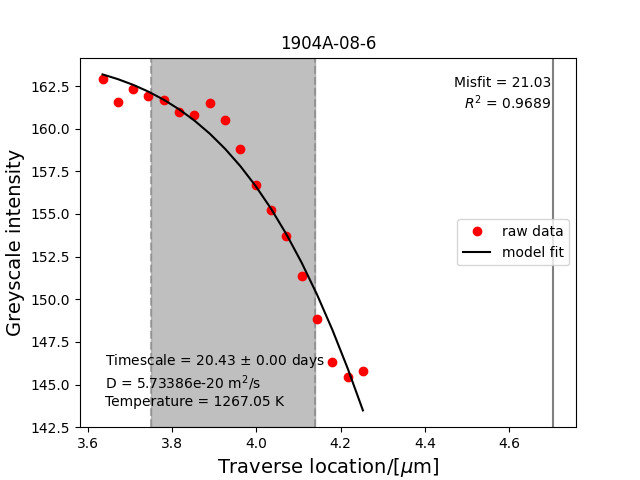 1904A-08-6
Misfit = 21.03
R² = 0.9689
162.5
160.0
157.5
155.0
152.5
150.0
147.5
145.0
142.5
Greyscale intensity
raw data
model fit
Timescale = 20.43 ± 0.00 days
D = 5.73386e-20 m²/s
Temperature = 1267.05 K
3.6 3.8 4.0 4.2 4.4 4.6
Traverse location/[μm]